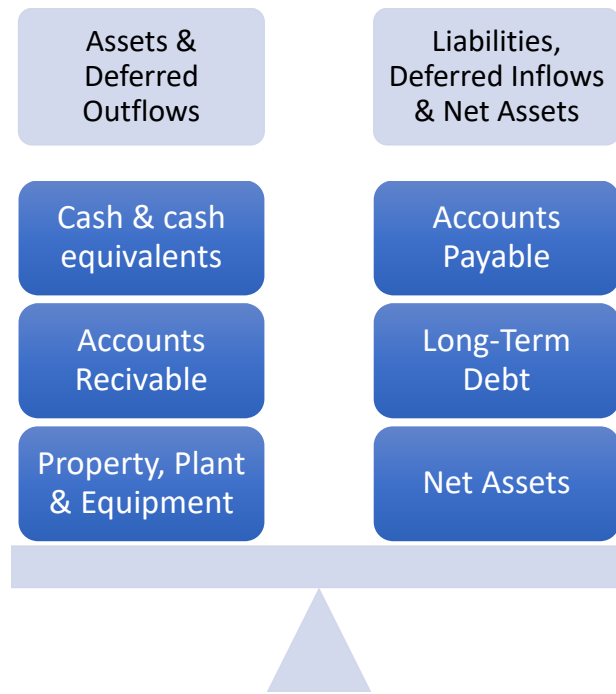 Assets &
Deferred
Outflows
Liabilities,
Deferred Inflows
& Net Assets
Cash & cash
equivalents
Accounts
Payable
Accounts
Recivable
Long-Term
Debt
Property, Plant
& Equipment
Net Assets